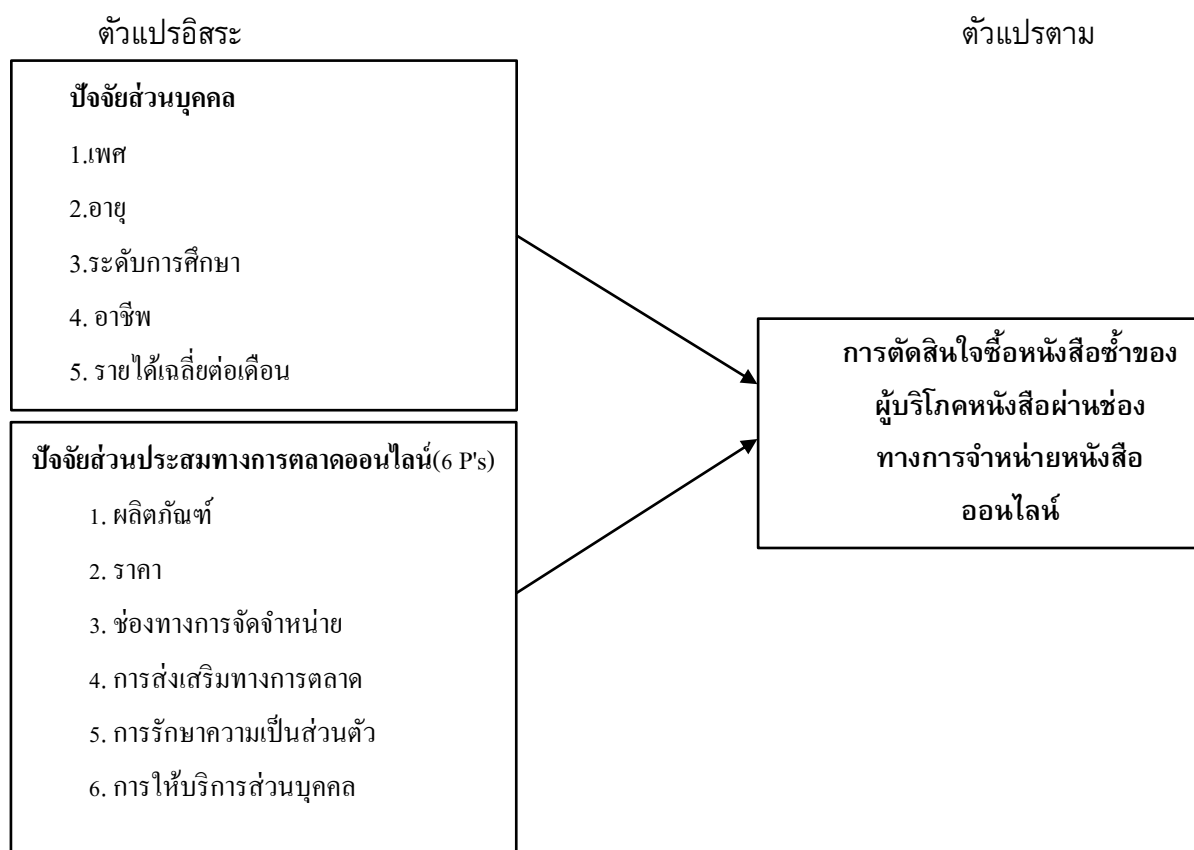 ตัวแปรอิสระ
ตัวแปรตาม
ปัจจัยส่วนบุคคล
1.เพศ
2.อายุ
3.ระดับการศึกษา
4. อาชีพ
5. รายได้เฉลี่ยต่อเดือน
ปัจจัยส่วนประสมทางการตลาดออนไลน์(6 P's)
1. ผลิตภัณฑ์
2. ราคา
3. ช่องทางการจัดจำหน่าย
4. การส่งเสริมทางการตลาด
5. การรักษาความเป็นส่วนตัว
6. การให้บริการส่วนบุคคล
การตัดสินใจซื้อหนังสือซ้ำของ
ผู้บริโภคหนังสือผ่านช่อง
ทางการจำหน่ายหนังสือ
ออนไลน์